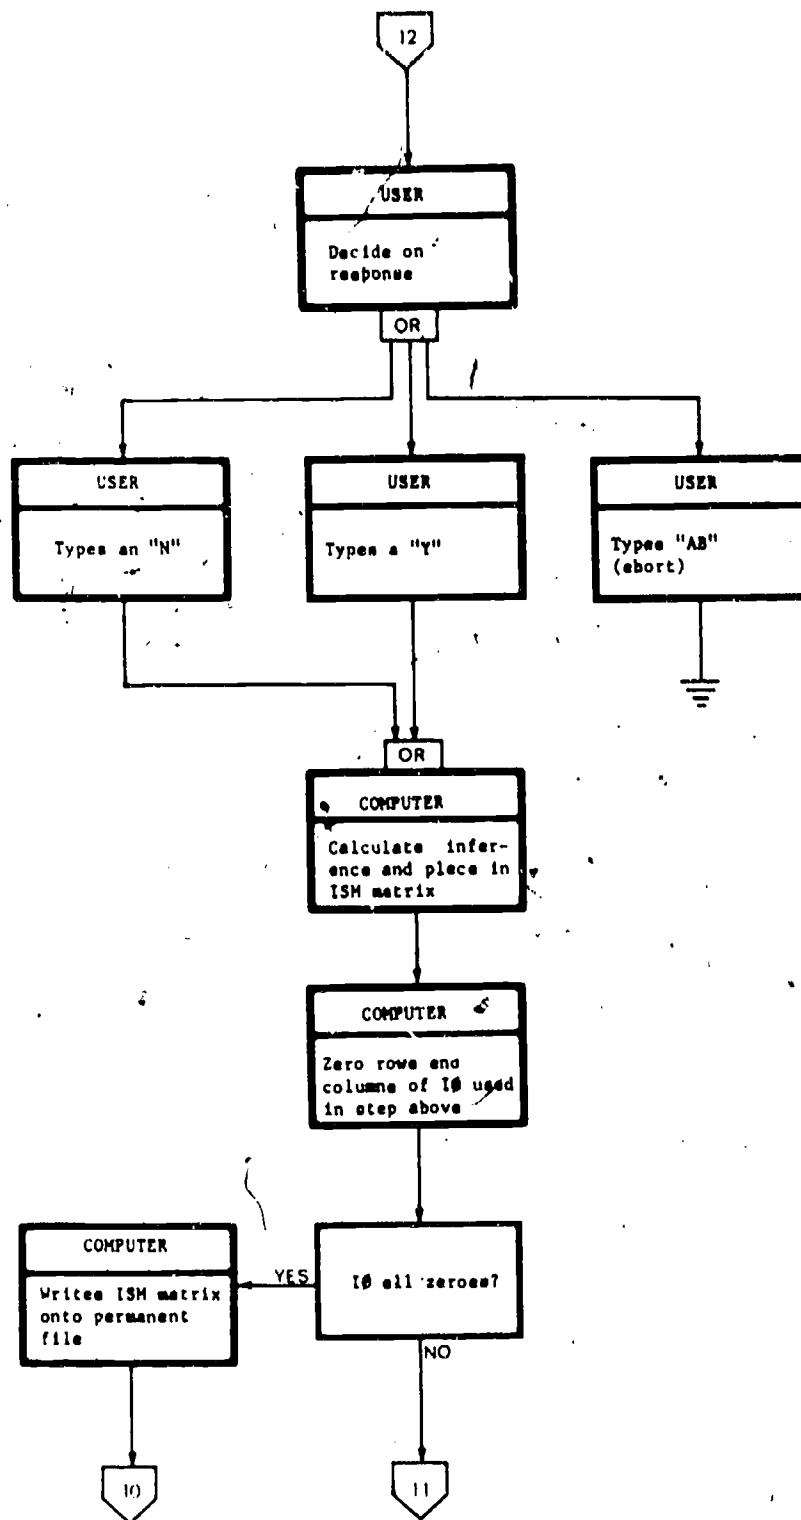 12
USER
Decide on
response
OR
USER
Types an "N"
USER
Types a "Y"
USER
Types "AB"
(abort)
OR
COMPUTER
Calculate infer-
ence and place in
ISM matrix
COMPUTER
Zero rows and
columns of IØ used
in step above
IØ all zeroes?
YES
NO
COMPUTER
Writes ISM matrix
onto permanent
file
10
11